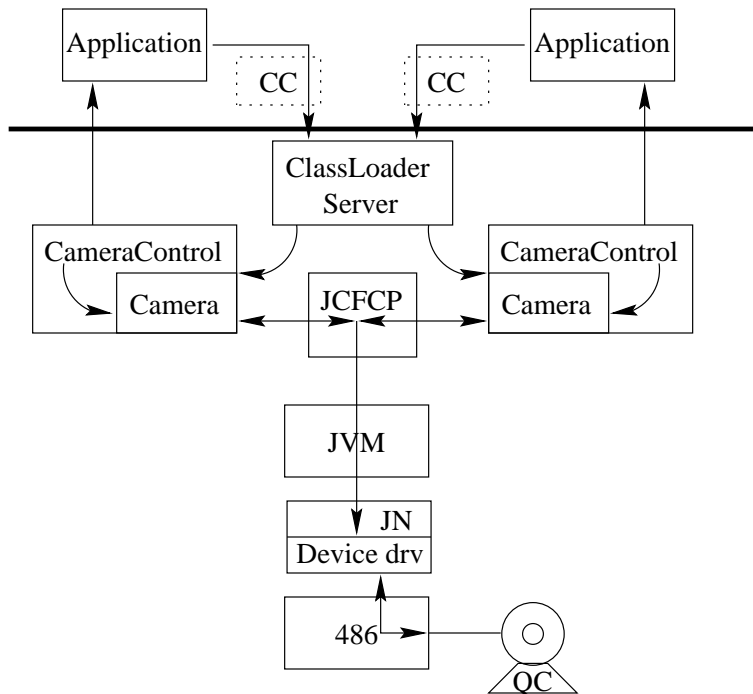 Application
Application
CC
CC
ClassLoader
Server
CameraControl
CameraControl
Camera
JCFCP
Camera
JVM
JN
Device drv
486
QC